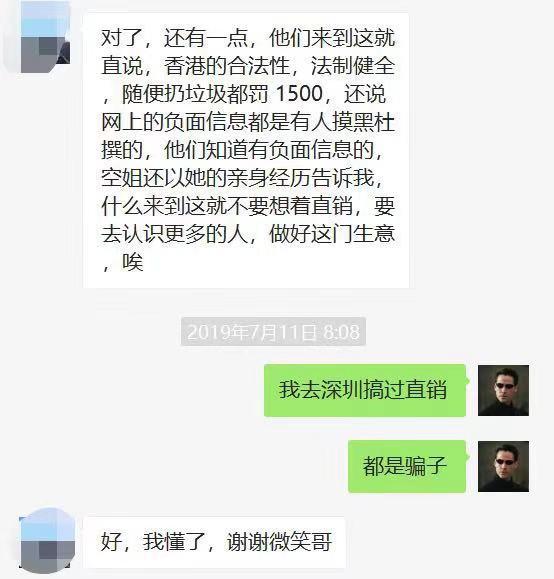 对了，还有一点，他们来到这就
直说，香港的合法性，法制健全
，随便扔垃圾都罚 1500，还说
网上的负面信息都是有人摸黑杜
撰的，他们知道有负面信息的，
空姐还以她的亲身经历告诉我，
什么来到这就不要想着直销，要
去认识更多的人，做好这门生意
，唉
2019年7月11日 8:08
我去深圳搞过直销
都是骗子
好，我懂了，谢谢微笑哥